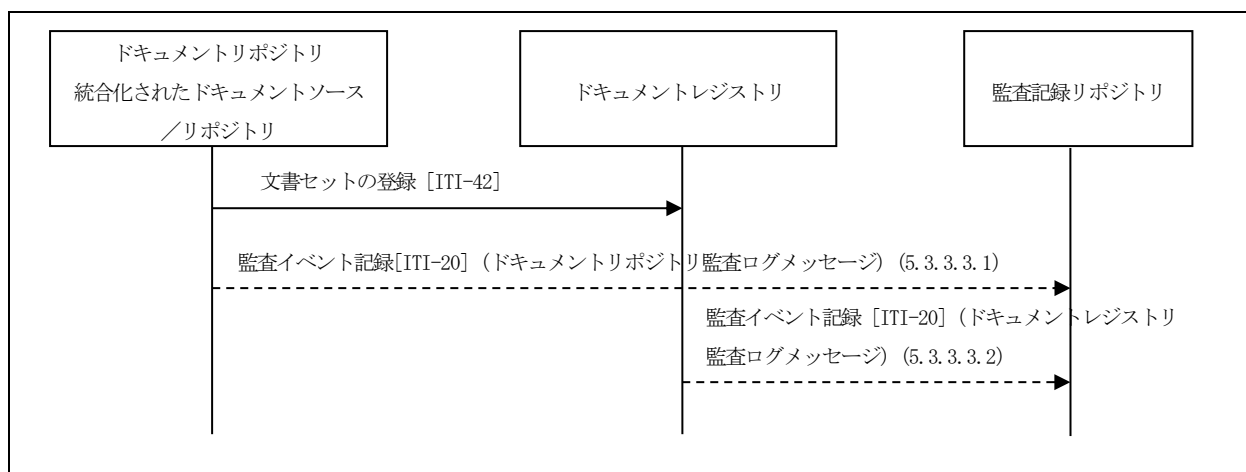 ドキュメントリポジトリ
統合化されたドキュメントソース
／リポジトリ
ドキュメントレジストリ
監査記録リポジトリ
文書セットの登録 [ITI-42]
監査イベント記録[ITI-20] (ドキュメントリポジトリ監査ログメッセージ) (5.3.3.3.1)
監査イベント記録 [ITI-20] (ドキュメントレジストリ
監査ログメッセージ) (5.3.3.3.2)